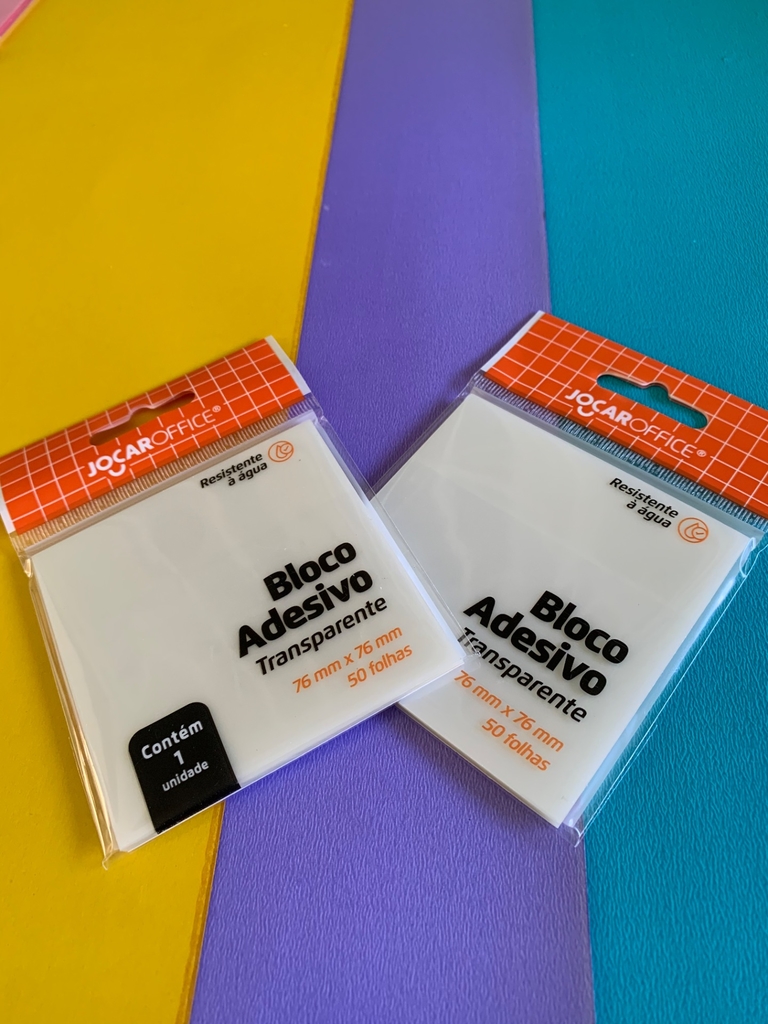 JOCAROFFICE®
Resistente
à água
Bloco
Adesivo
Transparente
76 mm x 76 mm
50 folhas
Contém
1
unidade
JOCAROFFICE®
Resistente
à água
Bloco
Adesivo
Transparente
76 mm x 76 mm
50 folhas